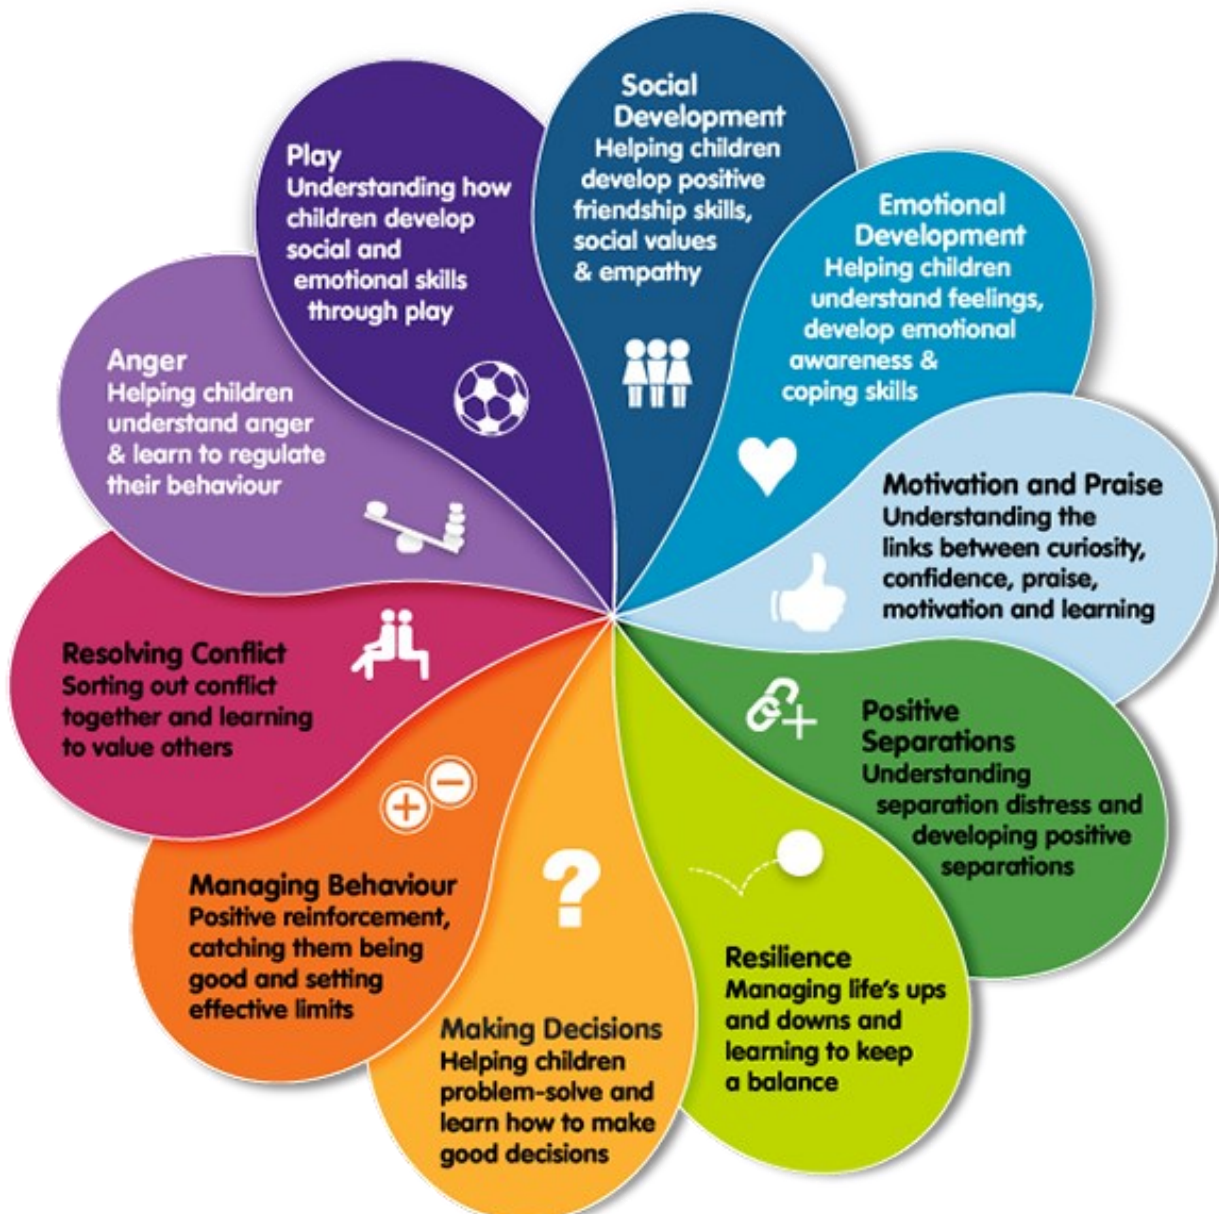 Social
Development
Helping children
develop positive
friendship skills,
social values
& empathy
Emotional
Development
Helping children
understand feelings,
develop emotional
awareness &
coping skills
Motivation and Praise
Understanding the
links between curiosity,
confidence, praise,
motivation and learning
Positive
Separations
Understanding
separation distress and
developing positive
separations
Resilience
Managing life's ups
and downs and
learning to keep
a balance
Making Decisions
Helping children
problem-solve and
learn how to make
good decisions
Managing Behaviour
Positive reinforcement,
catching them being
good and setting
effective limits
Resolving Conflict
Sorting out conflict
together and learning
to value others
Anger
Helping children
understand anger
& learn to regulate
their behaviour
Play
Understanding how
children develop
social and
emotional skills
through play